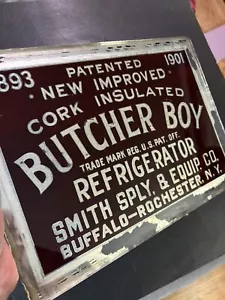 PATENTED
893 1901
NEW IMPROVED
CORK INSULATED
BUTCHER BOY
TRADE MARK REG. U.S. PAT. OFF.
REFRIGERATOR
SMITH SPLY. & EQUIP CO.
BUFFALO-ROCHESTER, N.Y.